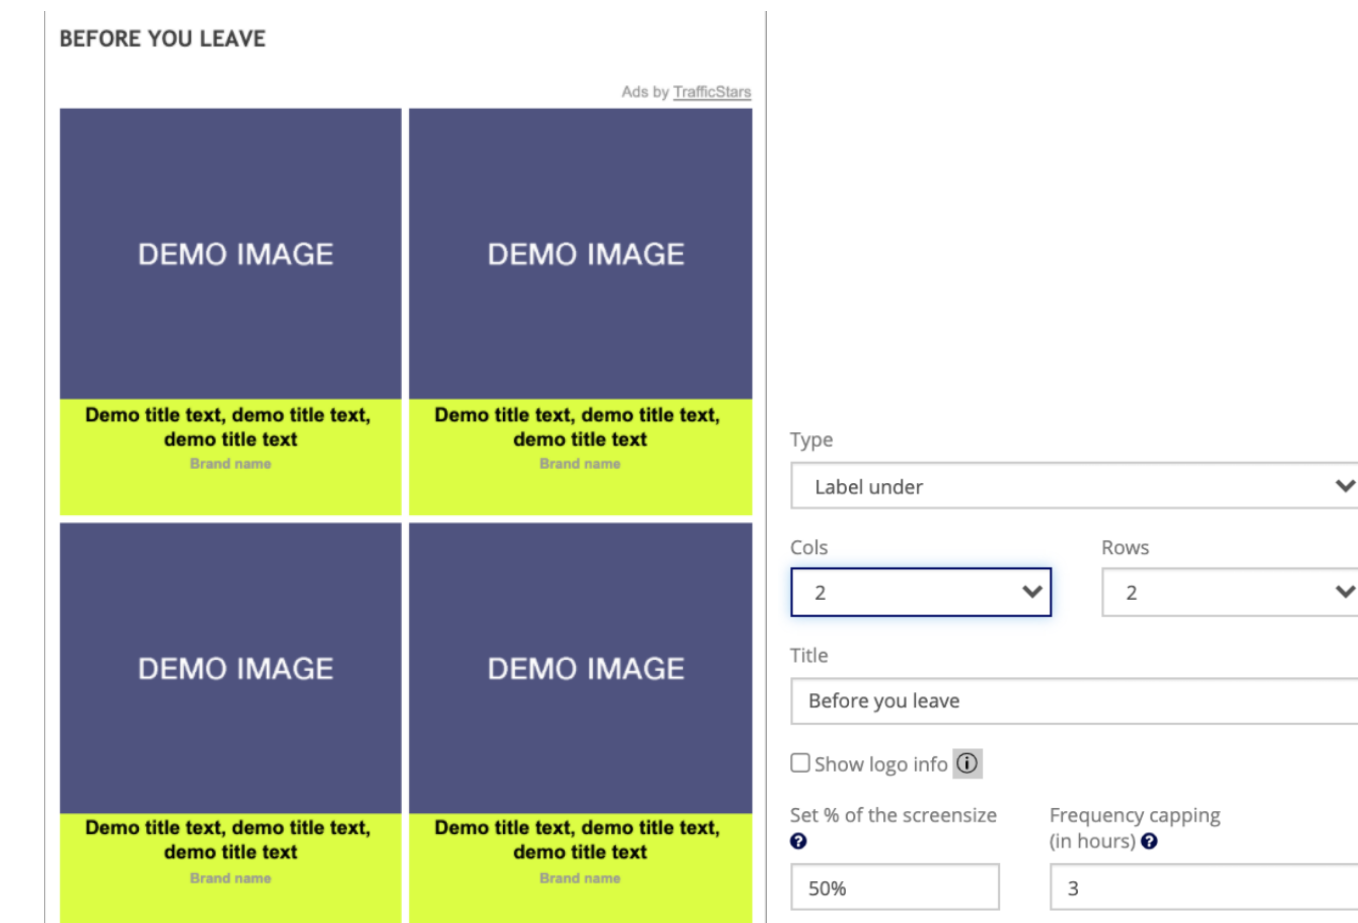 BEFORE YOU LEAVE
Ads by TrafficStars
DEMO IMAGE
DEMO IMAGE
Demo title text, demo title text,
demo title text
Brand name
Demo title text, demo title text,
demo title text
Brand name
DEMO IMAGE
DEMO IMAGE
Demo title text, demo title text,
demo title text
Brand name
Demo title text, demo title text,
demo title text
Brand name
Type
Label under
Cols
Rows
2
2
Title
Before you leave
Show logo info
Set % of the screensize
Frequency capping
(in hours)
50%
3